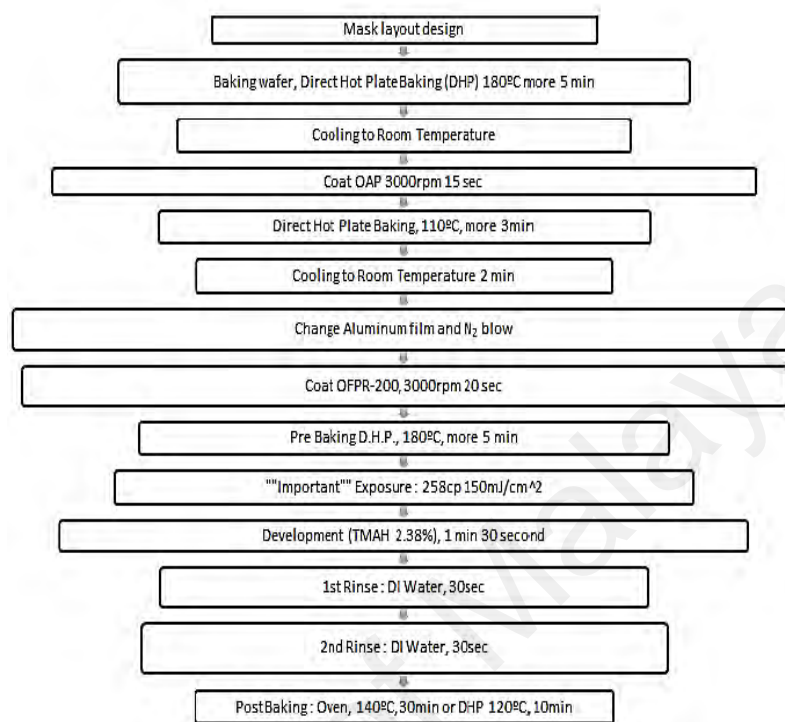 Mask layout design
Baking wafer, Direct Hot Plate Baking (DHP) 180ºC more 5 min
Cooling to Room Temperature
Coat OAP 3000rpm 15 sec
Direct Hot Plate Baking, 110ºC, more 3min
Cooling to Room Temperature 2 min
Change Aluminum film and N₂ blow
Coat OFPR-200, 3000rpm 20 sec
Pre Baking D.H.P., 180ºC, more 5 min
""Important"" Exposure : 258cp 150mJ/cm^2
Development (TMAH 2.38%), 1 min 30 second
1st Rinse : DI Water, 30sec
2nd Rinse : DI Water, 30sec
Post Baking : Oven, 140ºC, 30min or DHP 120ºC, 10min
of Malaya